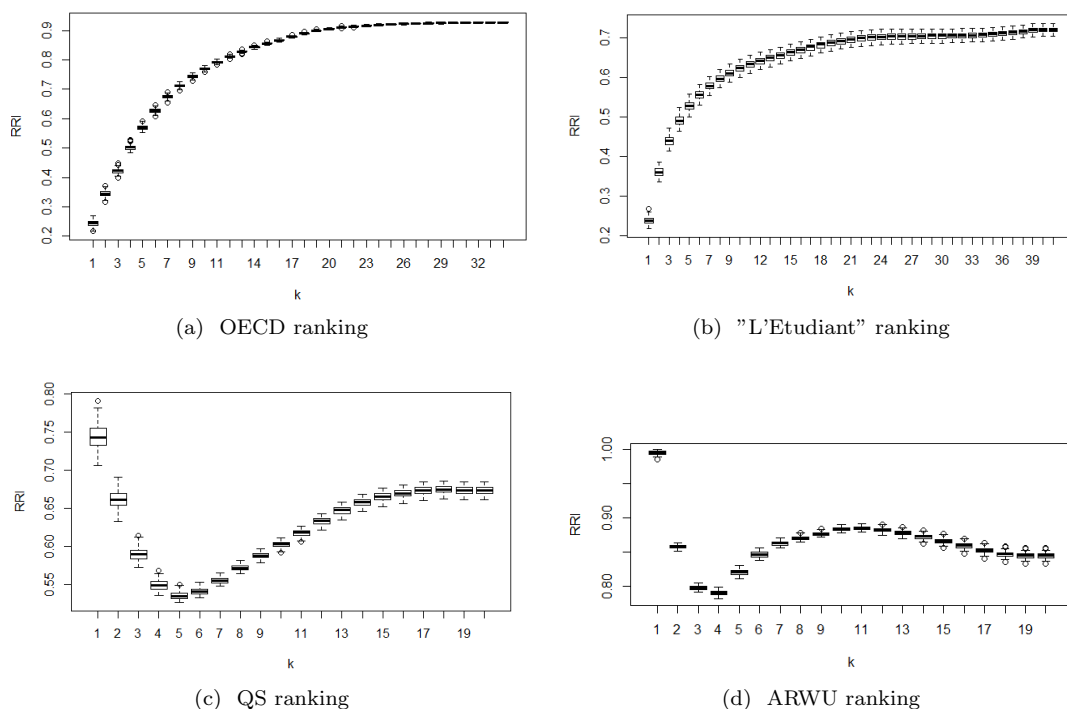 RRI
0.2 0.3 0.4 0.5 0.6 0.7 0.8 0.9
1 3 5 7 9 11 14 17 20 23 26 29 32
k
(a) OECD ranking
RRI
0.2 0.3 0.4 0.5 0.6 0.7
1 3 5 7 9 12 15 18 21 24 27 30 33 36 39
k
(b) ”L’Etudiant” ranking
RRI
0.55 0.60 0.65 0.70 0.75 0.80
1 2 3 4 5 6 7 8 9 11 13 15 17 19
k
(c) QS ranking
RRI
0.80 0.90 1.00
1 2 3 4 5 6 7 8 9 11 13 15 17 19
k
(d) ARWU ranking